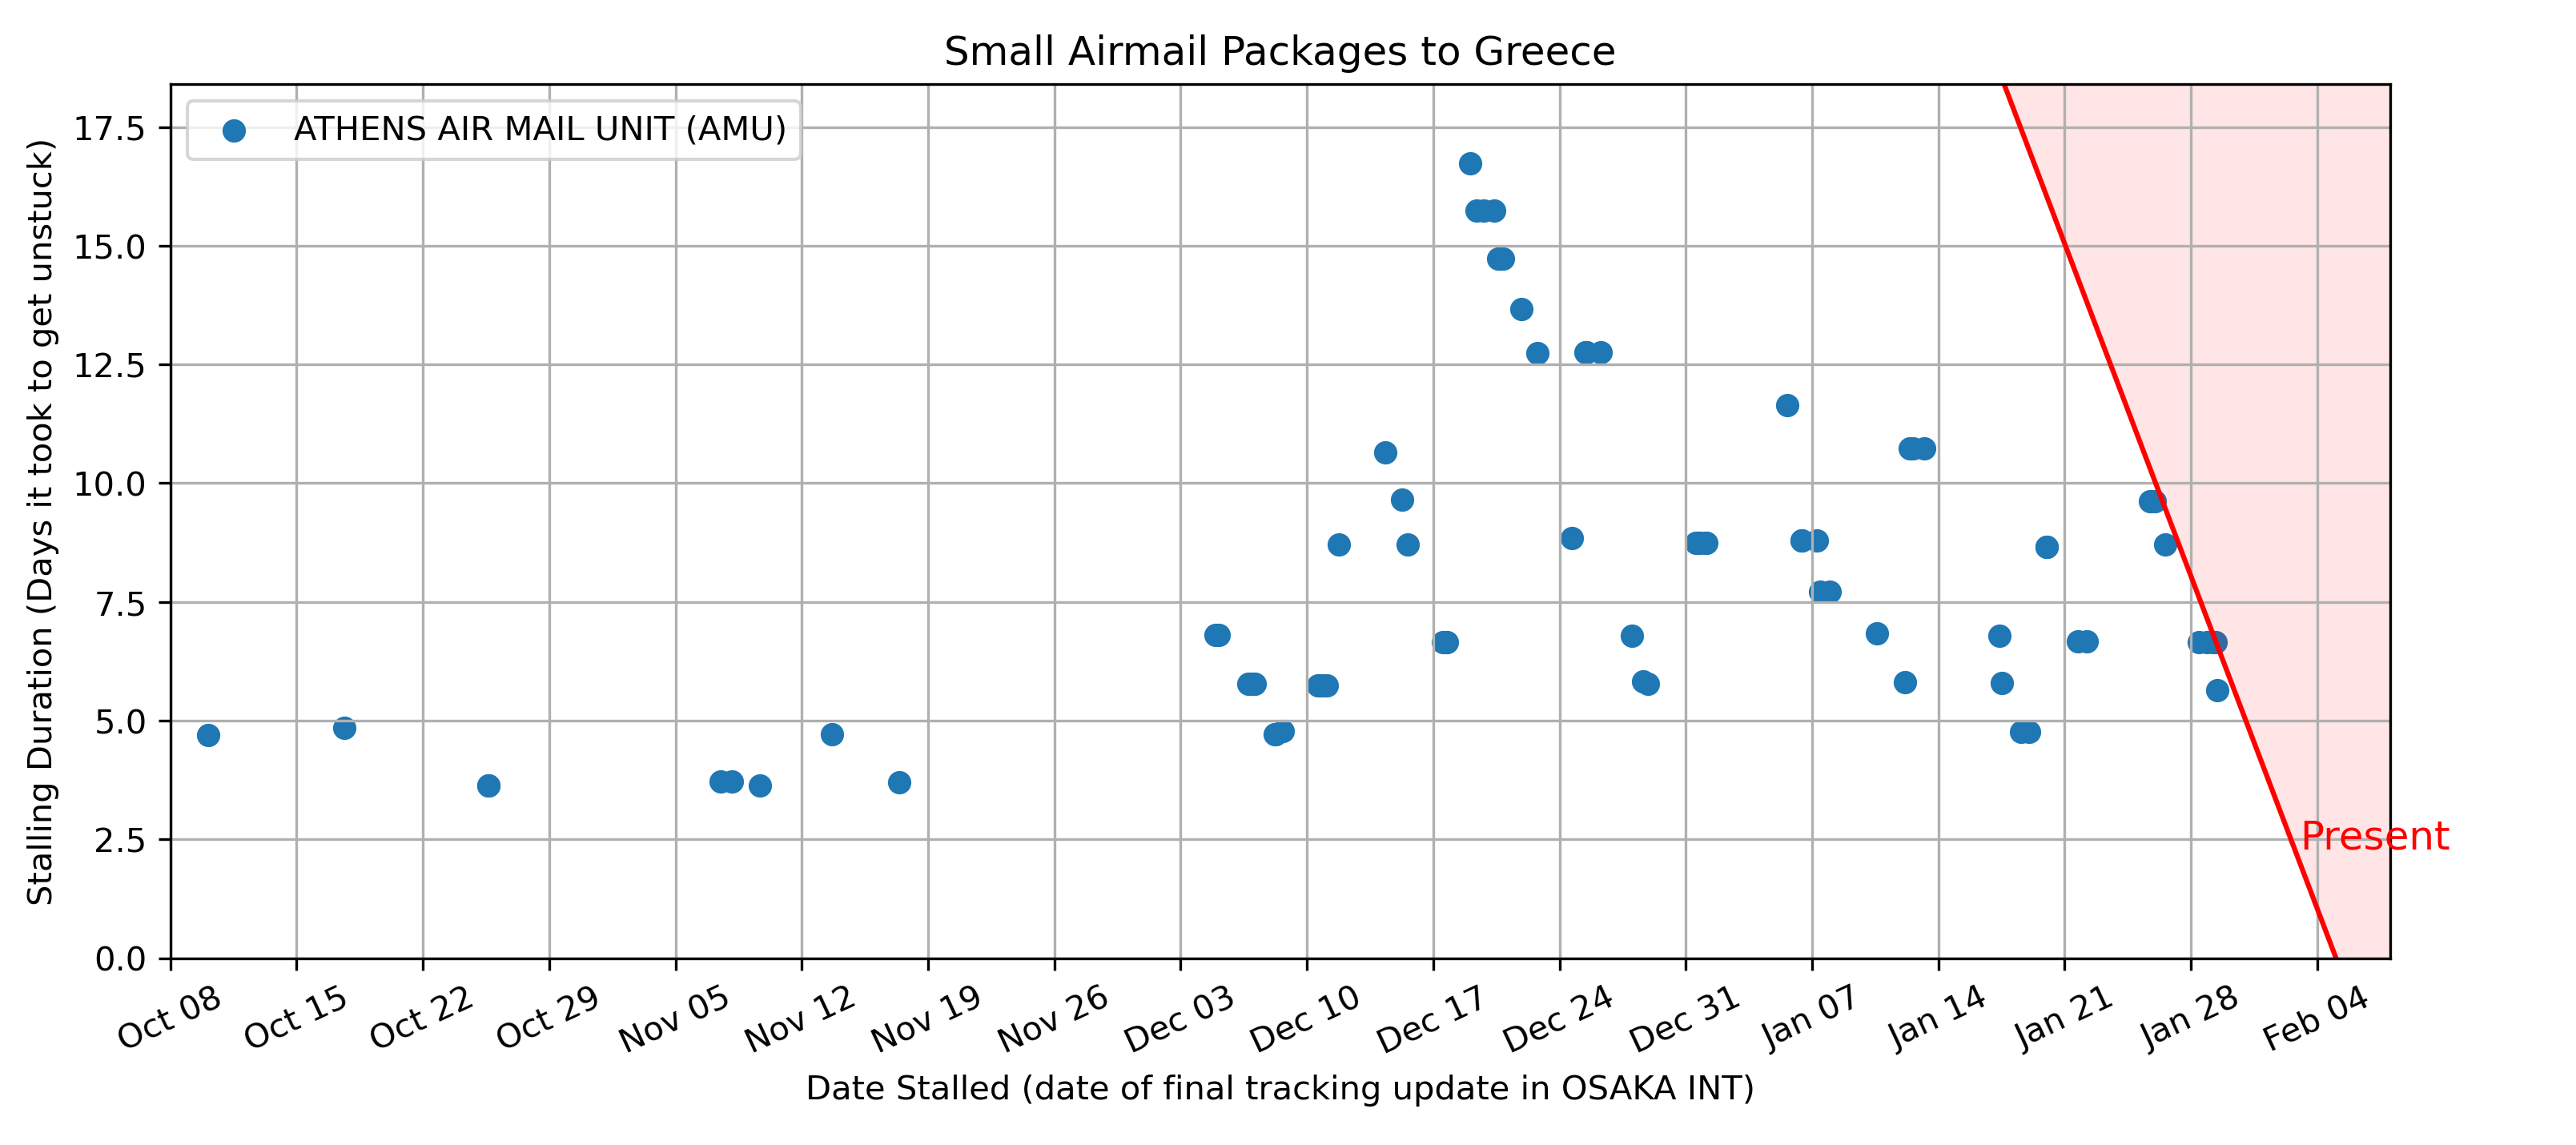 Small Airmail Packages to Greece
ATHENS AIR MAIL UNIT (AMU)
Stalling Duration (Days it took to get unstuck)
17.5
15.0
12.5
10.0
7.5
5.0
2.5
0.0
Present
Oct 08
Oct 15
Oct 22
Oct 29
Nov 05
Nov 12
Nov 19
Nov 26
Dec 03
Dec 10
Dec 17
Dec 24
Dec 31
Jan 07
Jan 14
Jan 21
Jan 28
Feb 04
Date Stalled (date of final tracking update in OSAKA INT)